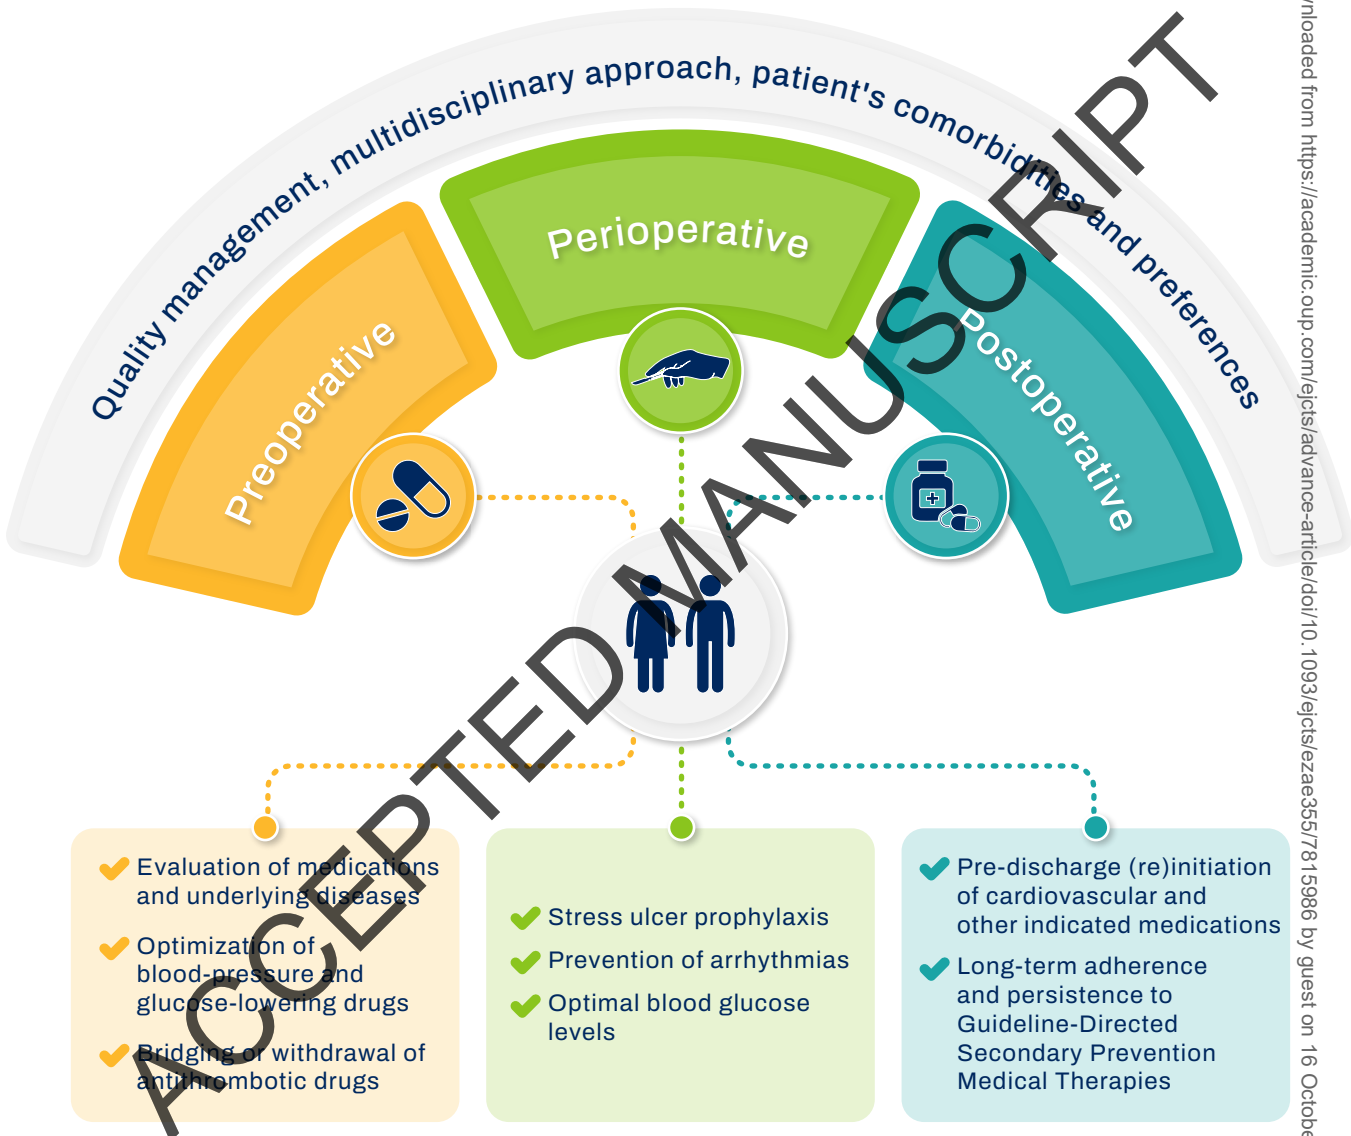 Quality management, multidisciplinary approach, patient's comorbidities and preferences
Preoperative
Perioperative
Postoperative
Evaluation of medications
and underlying diseases
Optimization of
blood-pressure and
glucose-lowering drugs
Bridging or withdrawal of
antithrombotic drugs
Stress ulcer prophylaxis
Prevention of arrhythmias
Optimal blood glucose
levels
Pre-discharge (re)initiation
of cardiovascular and
other indicated medications
Long-term adherence
and persistence to
Guideline-Directed
Secondary Prevention
Medical Therapies
ACCEPTED MANUSCRIPT
from https://academic.oup.com/ejcts/advance-article/doi/10.1093/ejcts/ezae355/7815986 by guest on 16 October